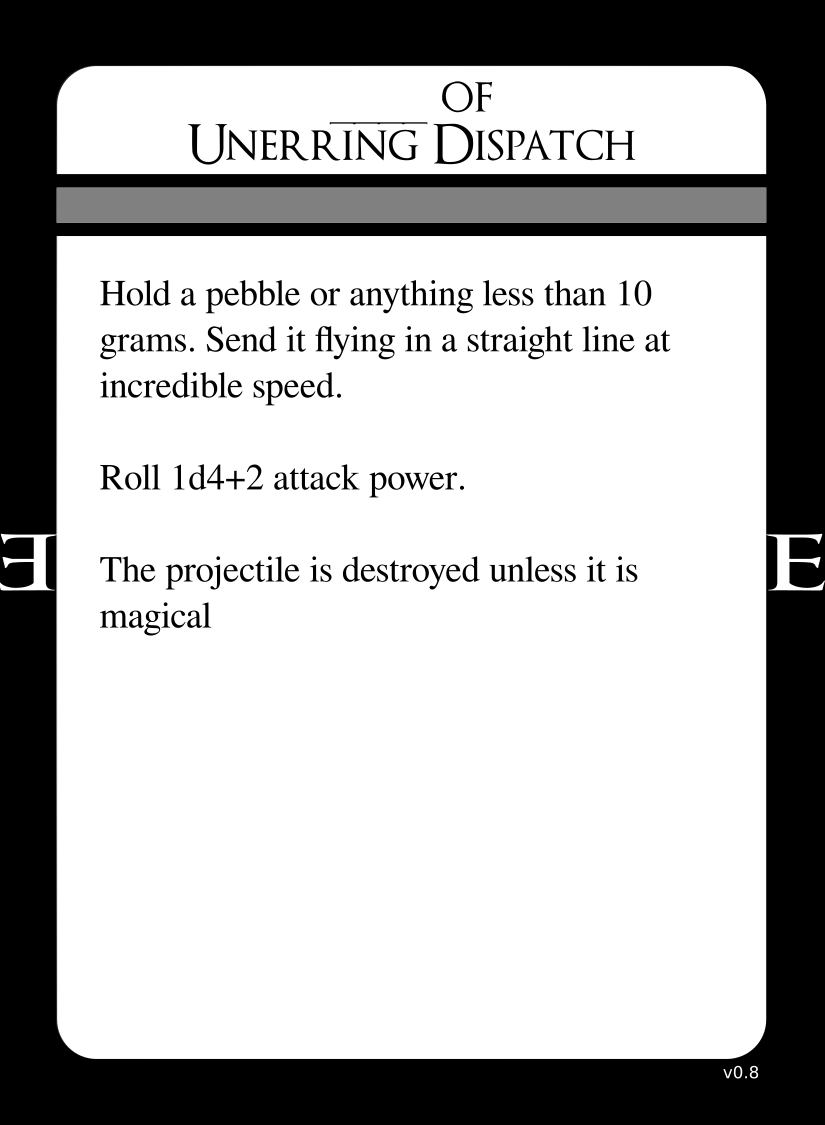 _____ OF
UNERRING DISPATCH
Hold a pebble or anything less than 10
grams. Send it flying in a straight line at
incredible speed.
Roll 1d4+2 attack power.
The projectile is destroyed unless it is
magical
E E
v0.8